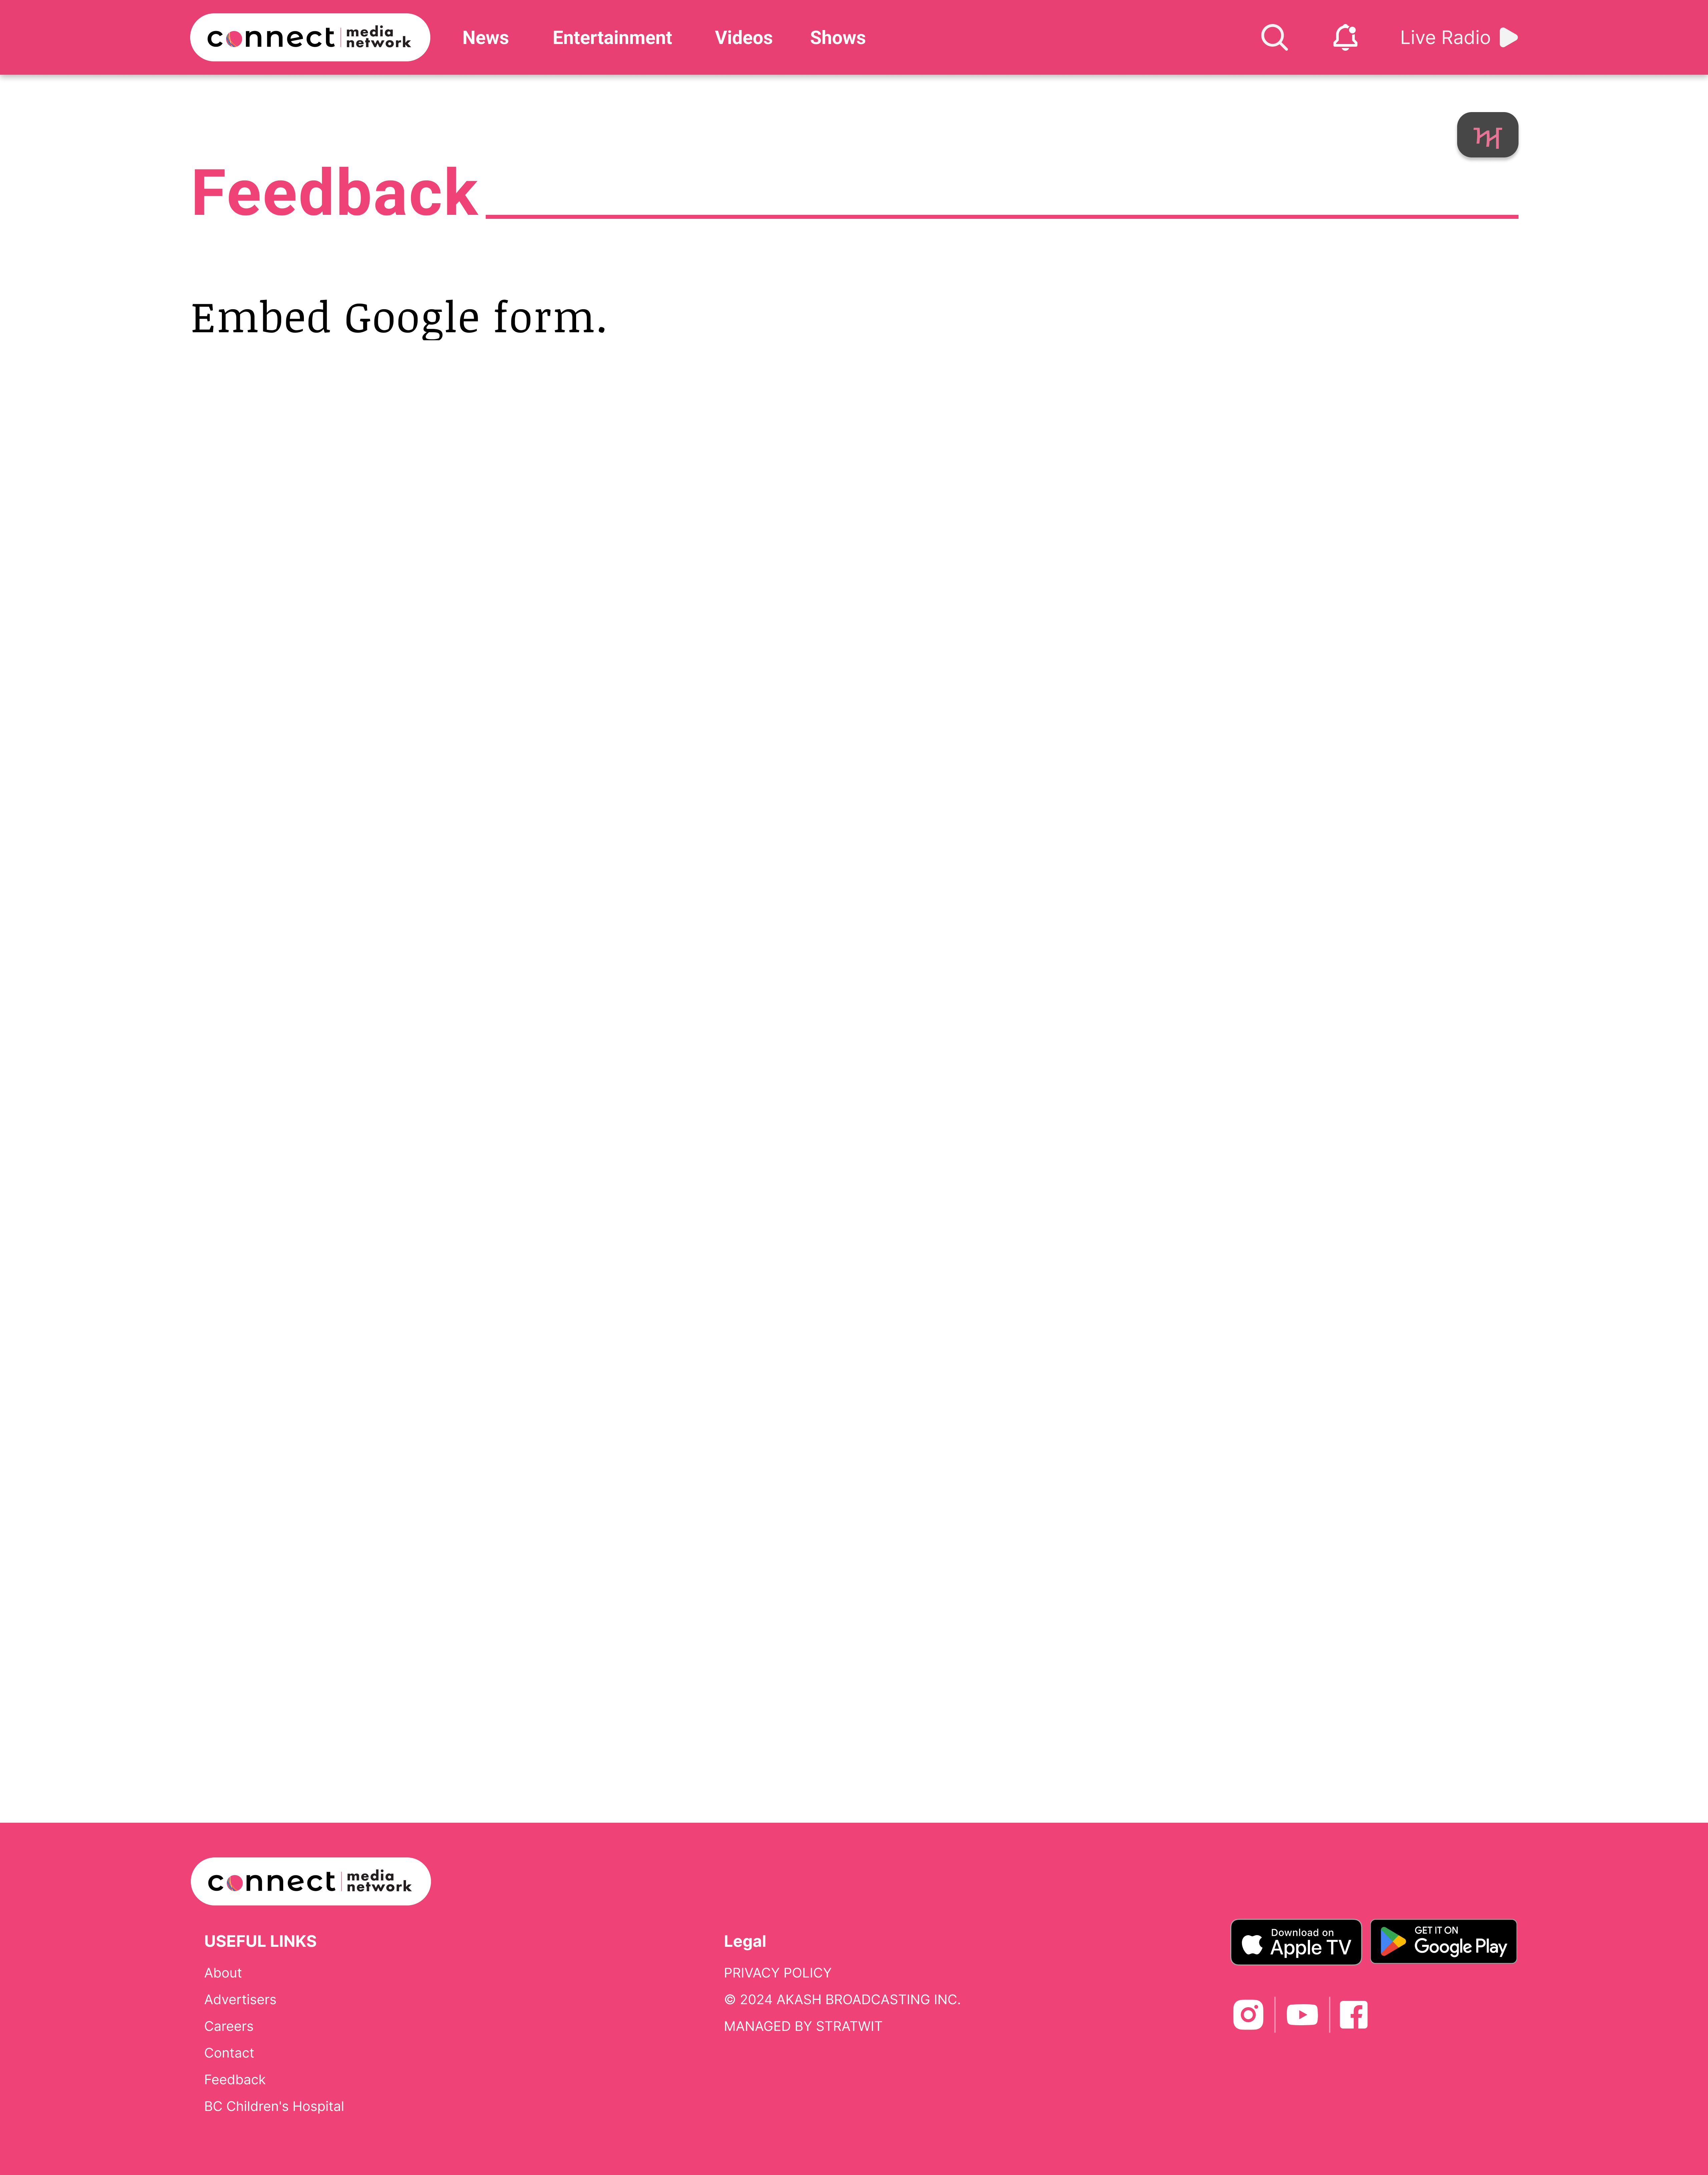 connect media network
News Entertainment Videos Shows
Live Radio
ਅ
Feedback
Embed Google form.
connect media network
USEFUL LINKS
About
Advertisers
Careers
Contact
Feedback
BC Children's Hospital
Legal
PRIVACY POLICY
© 2024 AKASH BROADCASTING INC.
MANAGED BY STRATWIT
Download on
Apple TV
GET IT ON
Google Play